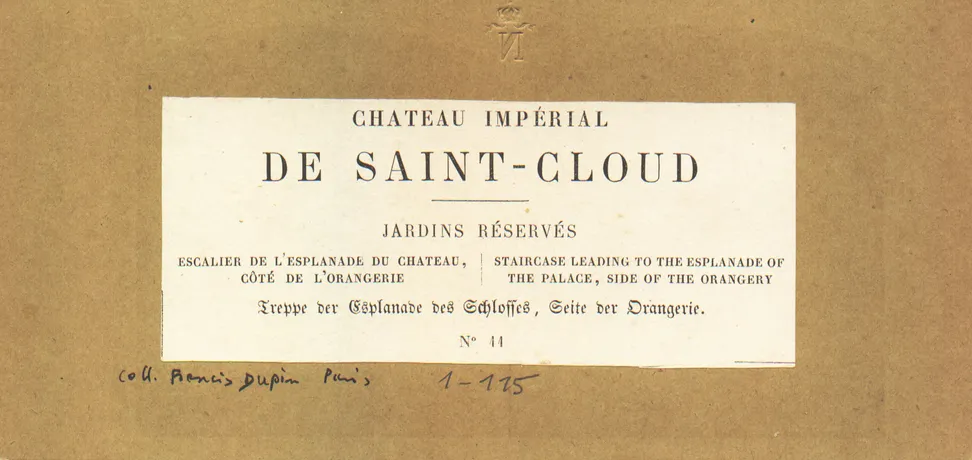 CHATEAU IMPÉRIAL
DE SAINT-CLOUD
JARDINS RÉSERVÉS
ESCALIER DE L'ESPLANADE DU CHATEAU,
CÔTÉ DE L'ORANGERIE
STAIRCASE LEADING TO THE ESPLANADE OF
THE PALACE, SIDE OF THE ORANGERY
Treppe der Esplanade des Schlosses, Seite der Orangerie.
Nº 44
coll. Francis Dupin Paris 1-115